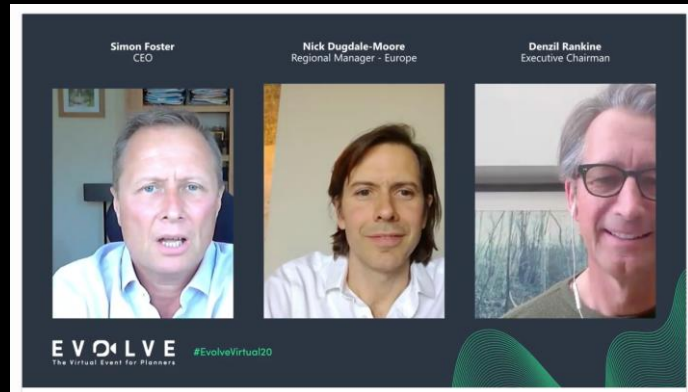 Simon Foster
CEO
Nick Dugdale-Moore
Regional Manager - Europe
Denzil Rankine
Executive Chairman
EVOLVE
The Virtual Event for Planners
#EvolveVirtual20